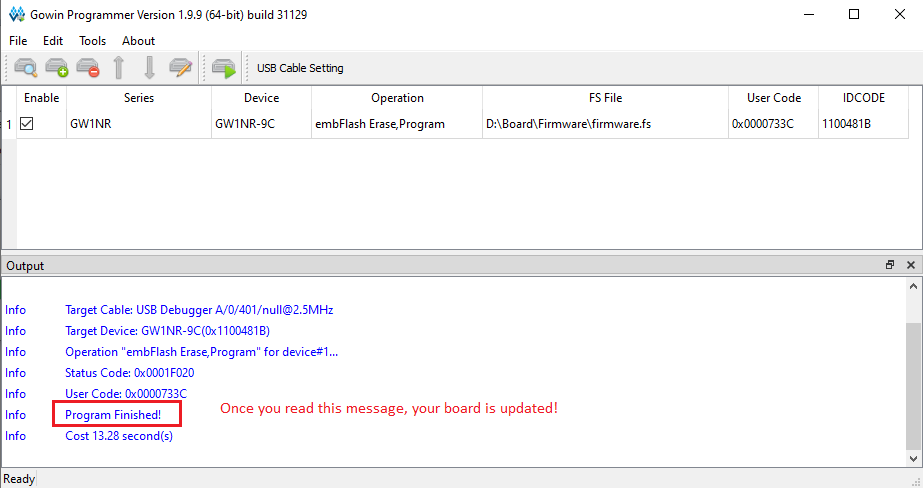 Gowin Programmer Version 1.9.9 (64-bit) build 31129
File Edit Tools About
USB Cable Setting
Enable Series Device Operation FS File User Code IDCODE
1 GW1NR GW1NR-9C embFlash Erase,Program D:\Board\Firmware\firmware.fs 0x0000733C 1100481B
Output
Info Target Cable: USB Debugger A/0/401/null@2.5MHz
Info Target Device: GW1NR-9C(0x1100481B)
Info Operation "embFlash Erase,Program" for device#1...
Info Status Code: 0x0001F020
Info User Code: 0x0000733C
Info Program Finished! Once you read this message, your board is updated!
Info Cost 13.28 second(s)
Ready